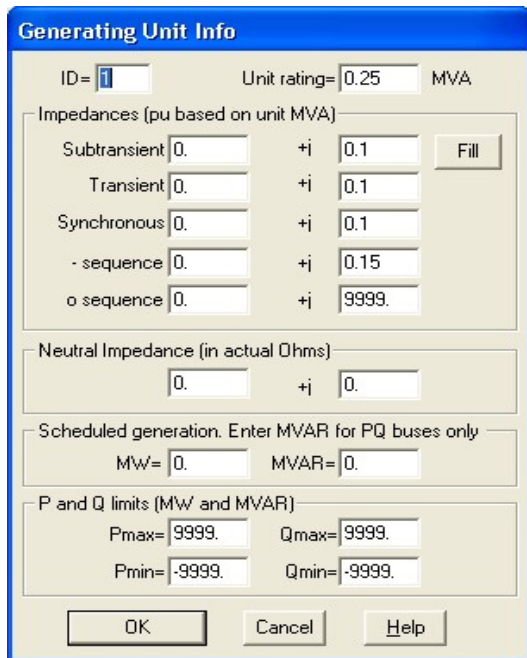 Generating Unit Info
ID= 1 Unit rating= 0.25 MVA
Impedances (pu based on unit MVA)
Subtransient 0. +j 0.1 Fill
Transient 0. +j 0.1
Synchronous 0. +j 0.1
- sequence 0. +j 0.15
o sequence 0. +j 9999.
Neutral Impedance (in actual Ohms)
0. +j 0.
Scheduled generation. Enter MVAR for PQ buses only
MW= 0. MVAR= 0.
P and Q limits (MW and MVAR)
Pmax= 9999. Qmax= 9999.
Pmin= -9999. Qmin= -9999.
OK Cancel Help